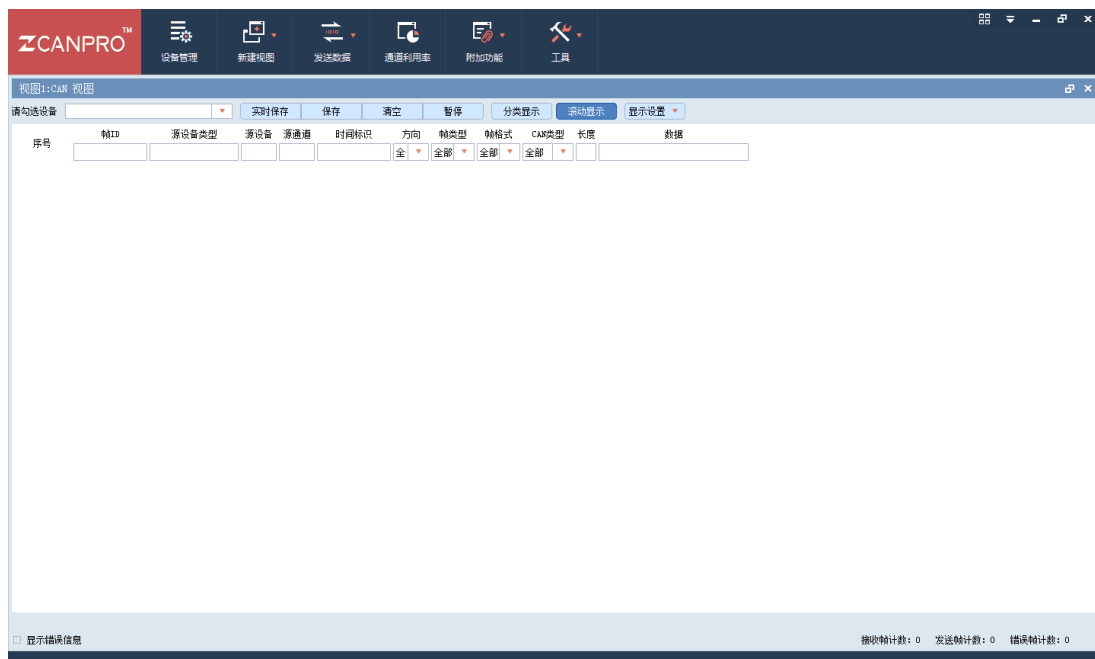 ZCANPRO™
设备管理
新建视图
发送数据
通道利用率
附加功能
工具
视图1:CAN 视图
请勾选设备 实时保存 保存 清空 暂停 分类显示 滚动显示 显示设置
序号 帧ID 源设备类型 源设备 源通道 时间标识 方向 帧类型 帧格式 CAN类型 长度 数据
全 全部 全部 全部
显示错误信息 接收帧计数: 0 发送帧计数: 0 错误帧计数: 0